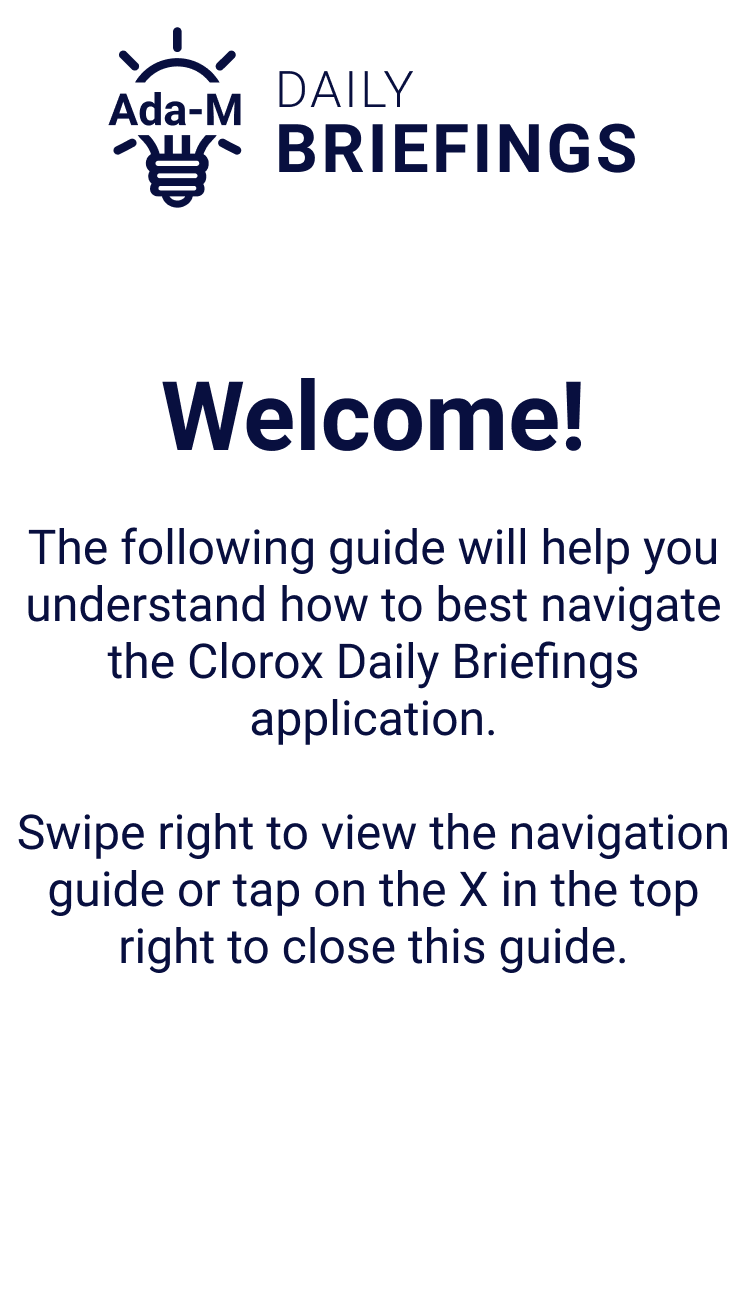 Ada-M
DAILY
BRIEFINGS
Welcome!
The following guide will help you
understand how to best navigate
the Clorox Daily Briefings
application.
Swipe right to view the navigation
guide or tap on the X in the top
right to close this guide.